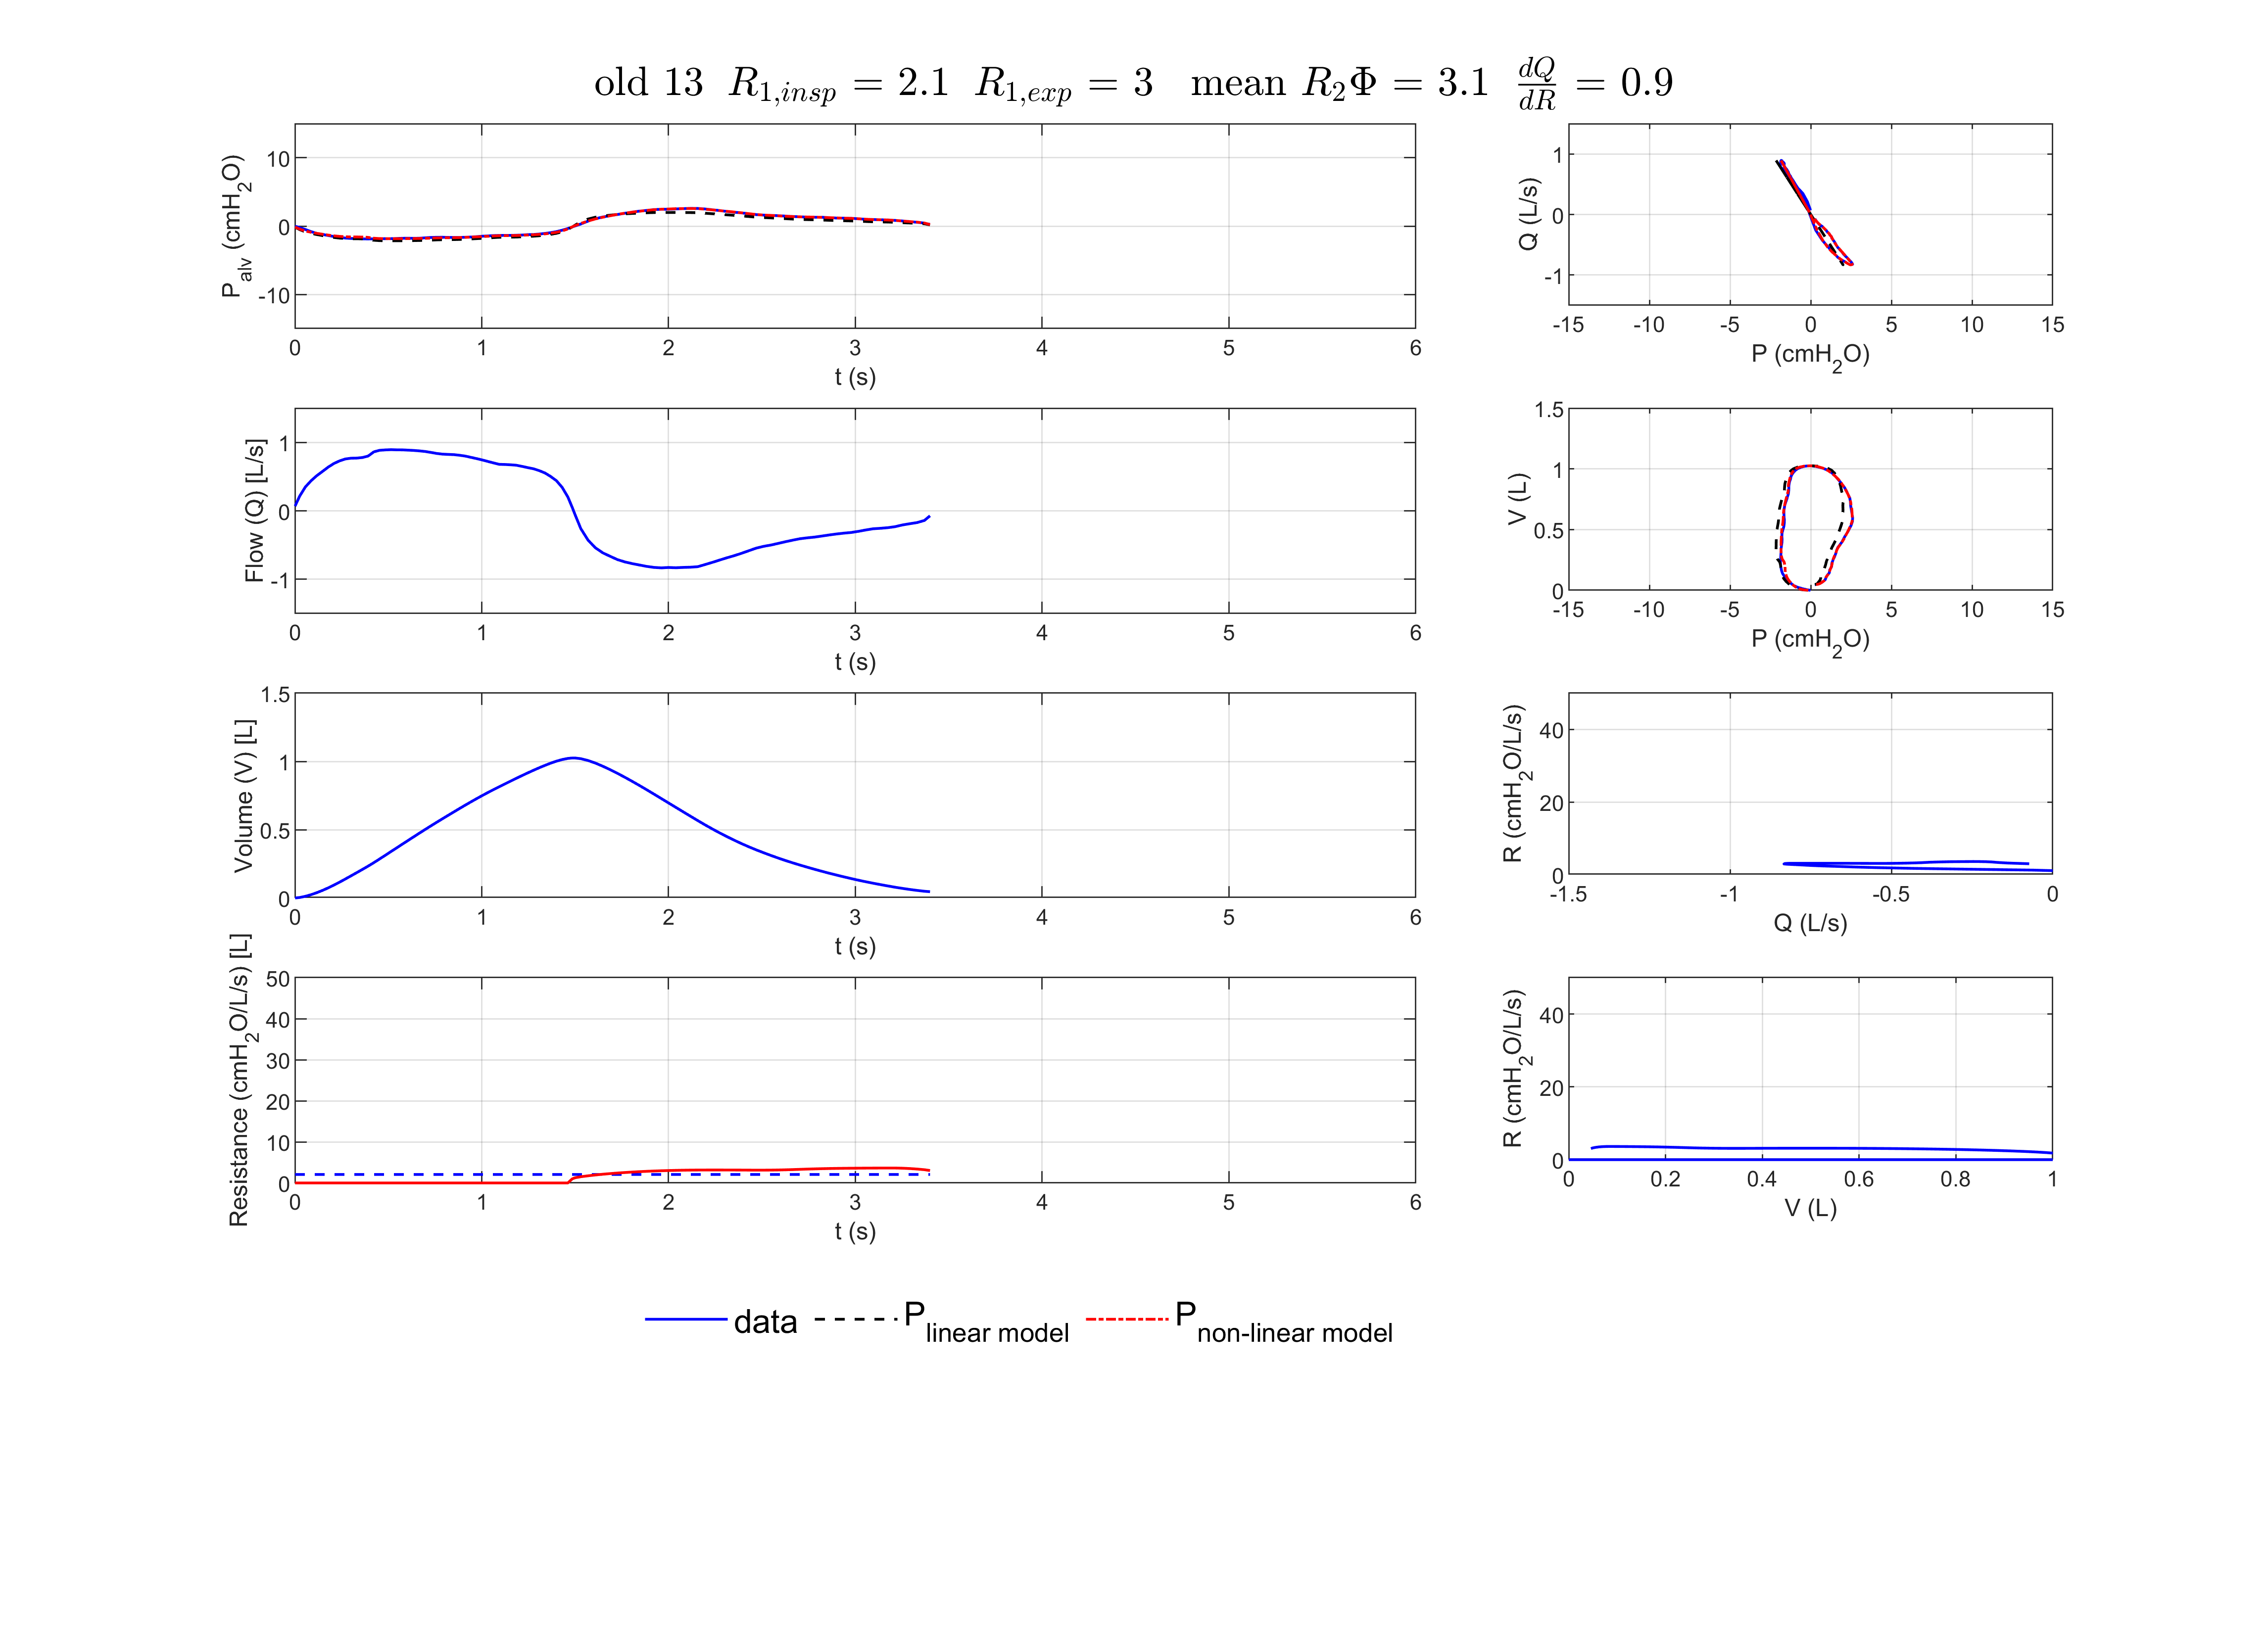 old 13 R1,insp = 2.1 R1,exp = 3 mean R2Φ = 3.1 dQ/dR = 0.9
Palv (cmH2O)
10
0
-10
0 1 2 3 4 5 6
t (s)
Q (L/s)
1
0
-1
-15 -10 -5 0 5 10 15
P (cmH2O)
Flow (Q) [L/s]
1
0
-1
0 1 2 3 4 5 6
t (s)
V (L)
1.5
1
0.5
0
-15 -10 -5 0 5 10 15
P (cmH2O)
Volume (V) [L]
1.5
1
0.5
0
0 1 2 3 4 5 6
t (s)
R (cmH2O/L/s)
40
20
0
-1.5 -1 -0.5 0
Q (L/s)
Resistance (cmH2O/L/s) [L]
50
40
30
20
10
0
0 1 2 3 4 5 6
t (s)
R (cmH2O/L/s)
40
20
0
0 0.2 0.4 0.6 0.8 1
V (L)
data Plinear model Pnon-linear model